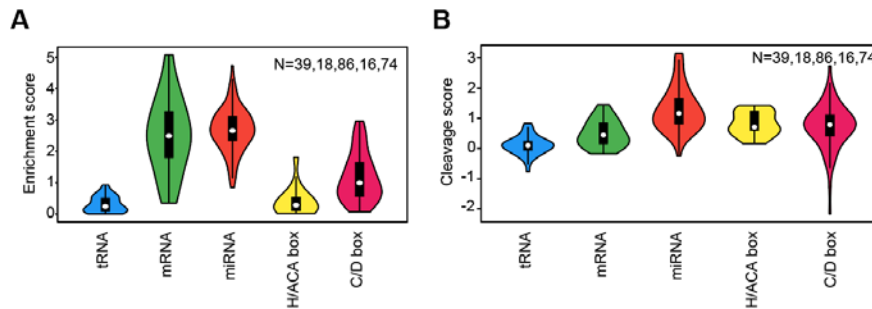 A
Enrichment score
5
4
3
2
1
0
N=39,18,86,16,74
tRNA
mRNA
miRNA
H/ACA box
C/D box
B
Cleavage score
3
2
1
0
-1
-2
N=39,18,86,16,74
tRNA
mRNA
miRNA
H/ACA box
C/D box